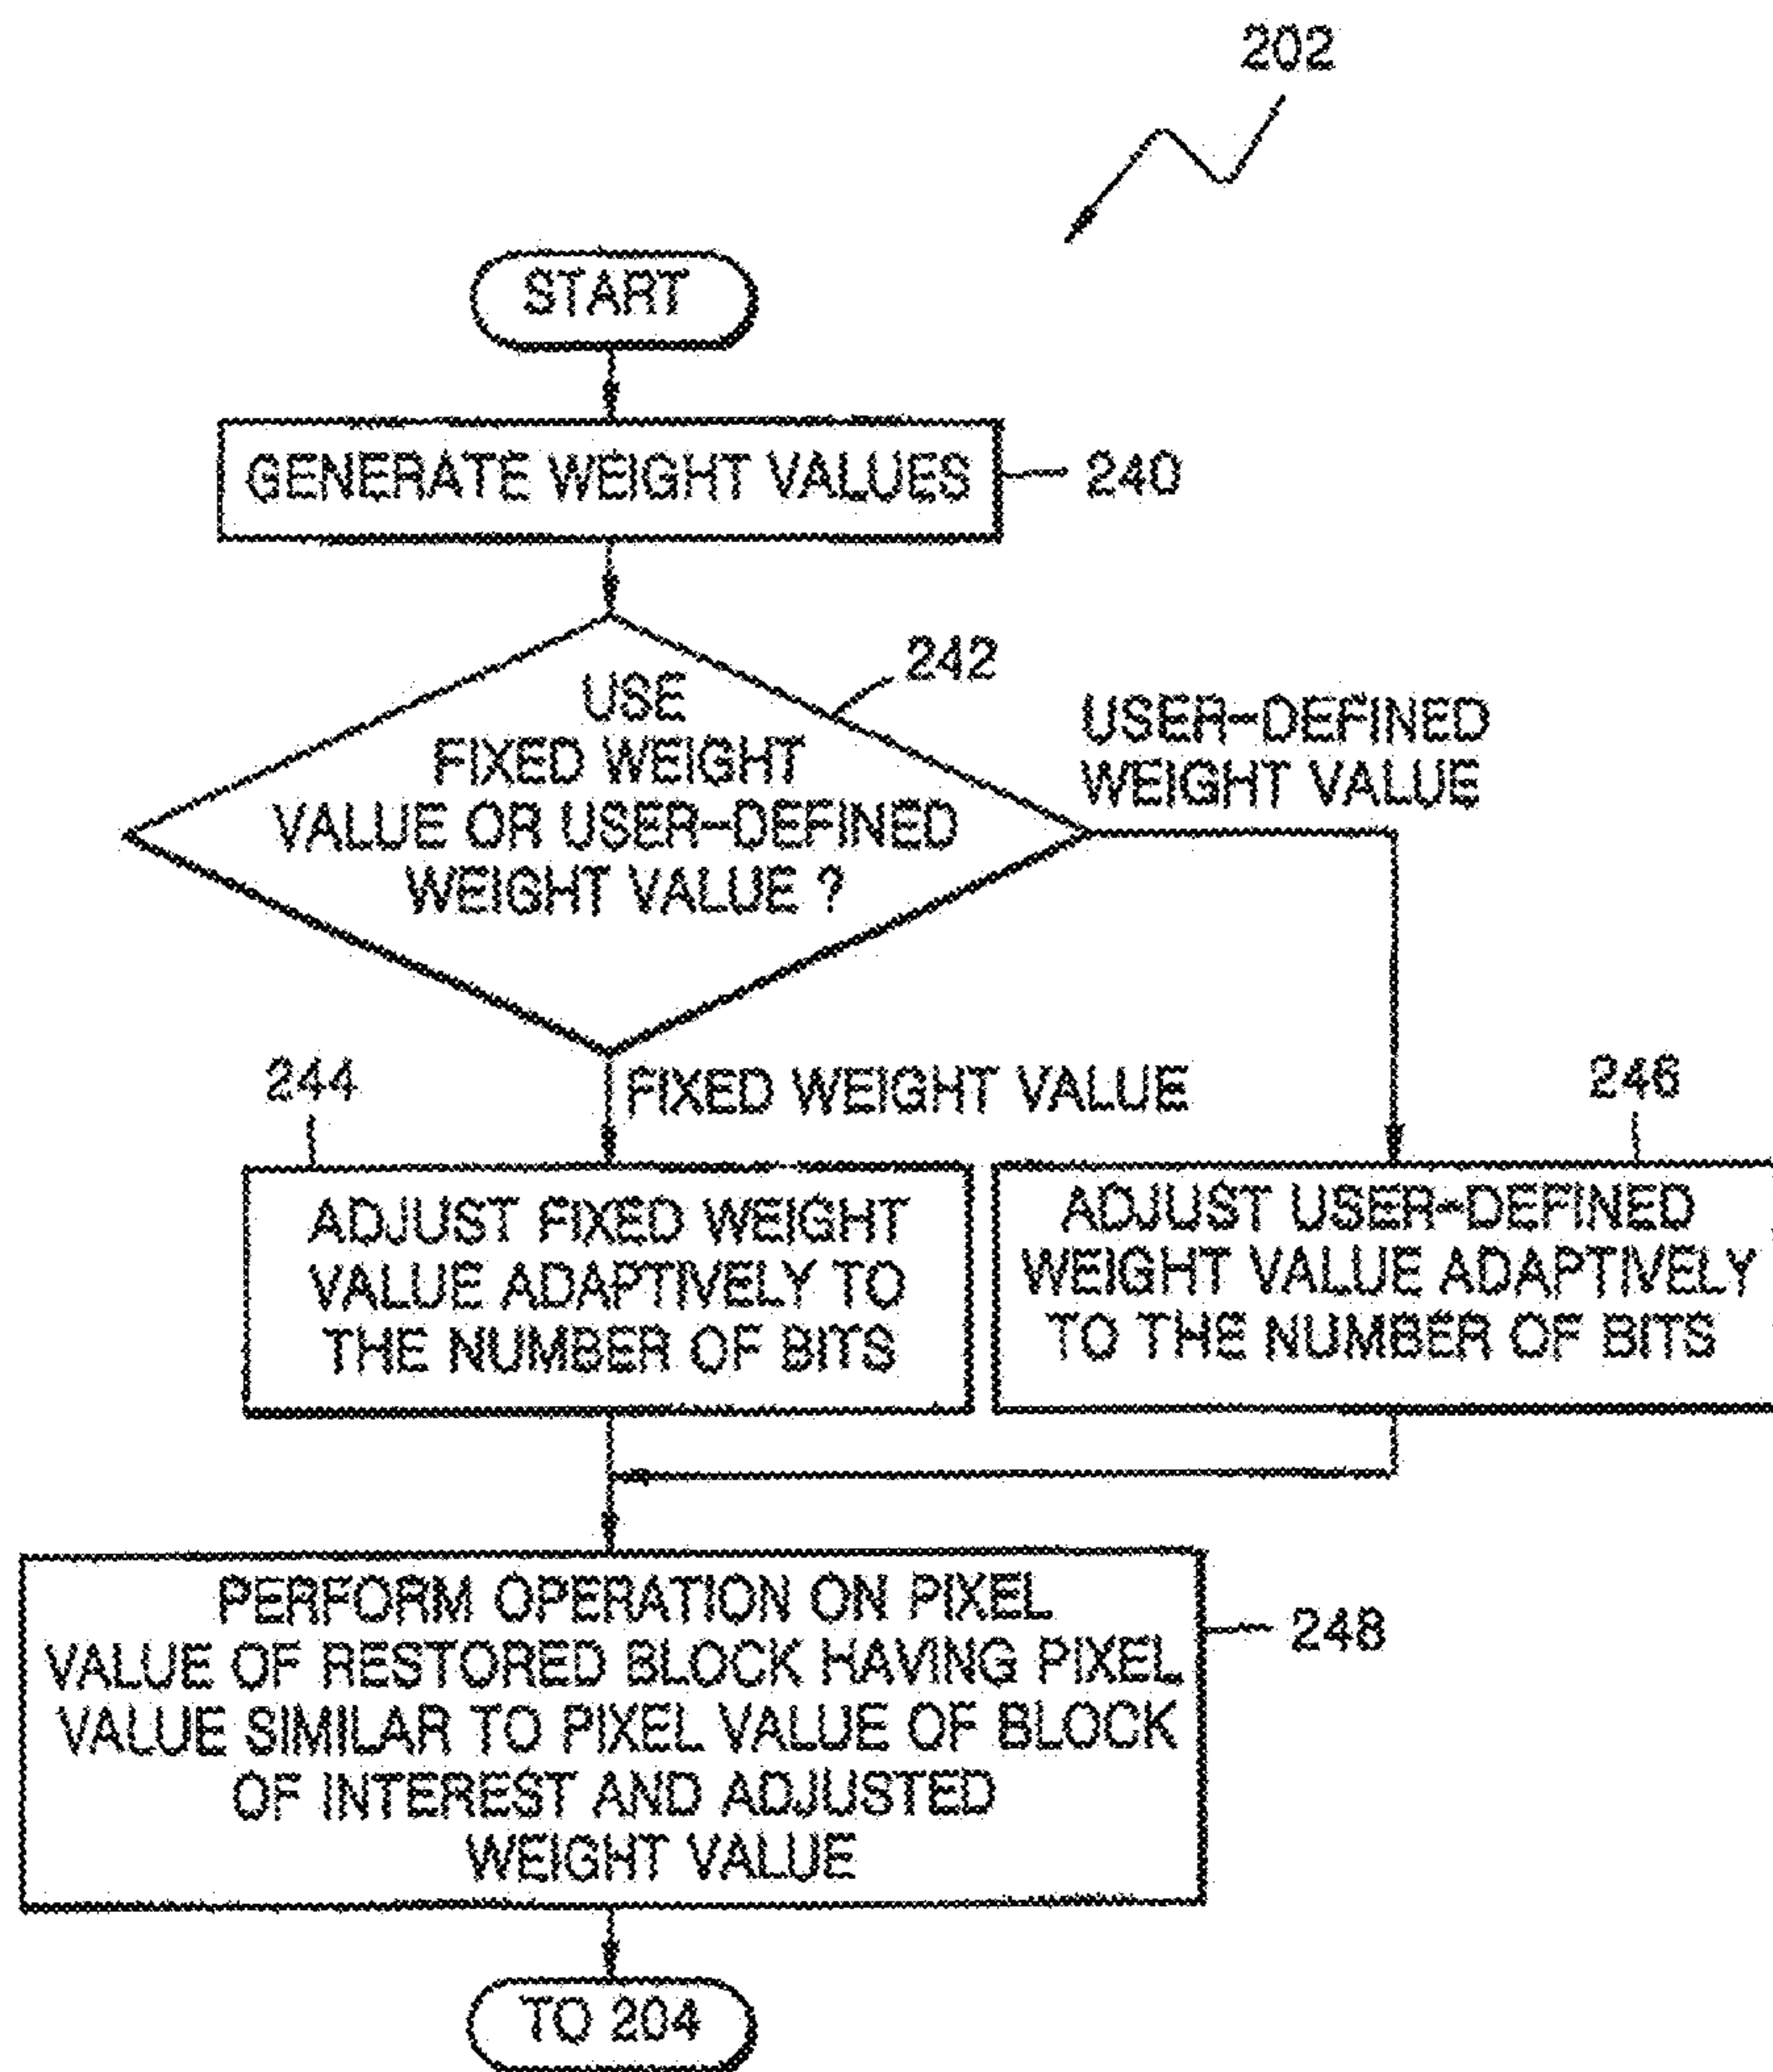 202
START
GENERATE WEIGHT VALUES
240
242
USE
FIXED WEIGHT
VALUE OR USER-DEFINED
WEIGHT VALUE ?
USER-DEFINED
WEIGHT VALUE
244
FIXED WEIGHT VALUE
246
ADJUST FIXED WEIGHT
VALUE ADAPTIVELY TO
THE NUMBER OF BITS
ADJUST USER-DEFINED
WEIGHT VALUE ADAPTIVELY
TO THE NUMBER OF BITS
PERFORM OPERATION ON PIXEL
VALUE OF RESTORED BLOCK HAVING PIXEL
VALUE SIMILAR TO PIXEL VALUE OF BLOCK
OF INTEREST AND ADJUSTED
WEIGHT VALUE
248
TO 204